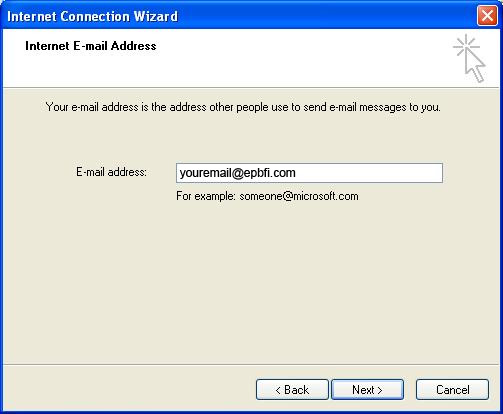 Internet Connection Wizard
Internet E-mail Address
Your e-mail address is the address other people use to send e-mail messages to you.
E-mail address: youremail@epbfi.com
For example: someone@microsoft.com
< Back Next > Cancel